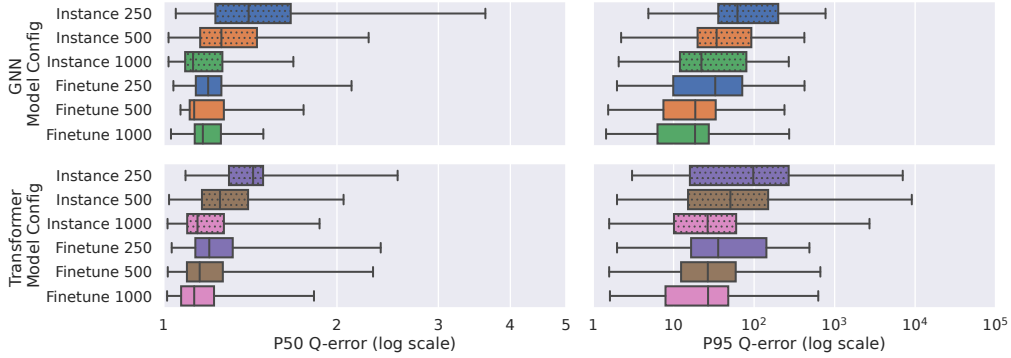 GNN
Model Config
Instance 250
Instance 500
Instance 1000
Finetune 250
Finetune 500
Finetune 1000
Transformer
Model Config
Instance 250
Instance 500
Instance 1000
Finetune 250
Finetune 500
Finetune 1000
1 2 3 4 5
P50 Q-error (log scale)
1 10 10² 10³ 10⁴ 10⁵
P95 Q-error (log scale)